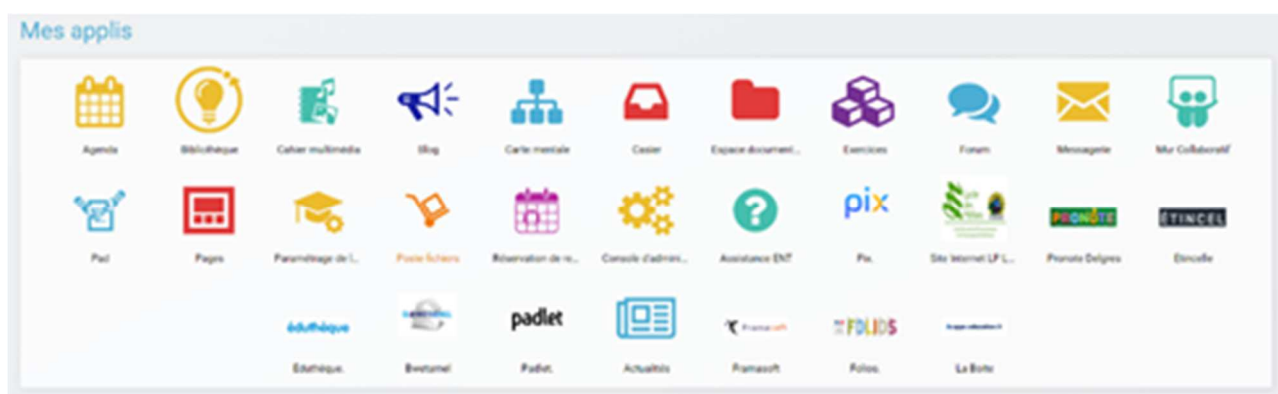 Mes applis
Agenda Bibliothèque Cahier multimédia Blog Carte mentale Casier Espace document... Exercices Forum Messagerie Mur Collaboratif
pix
PRONOTE ETINCEL
Pad Pages Paramétrage de l... Poste fichiers Réservation de re... Console d'admin... Assistance ENT Pix. Site Internet LP L... Pronote Delgres Etincelle
éduthèque padlet Framasoft FOLIOS
Eduthèque. Bwetamel Padlet. Actualités Framasoft Folios. La Boite